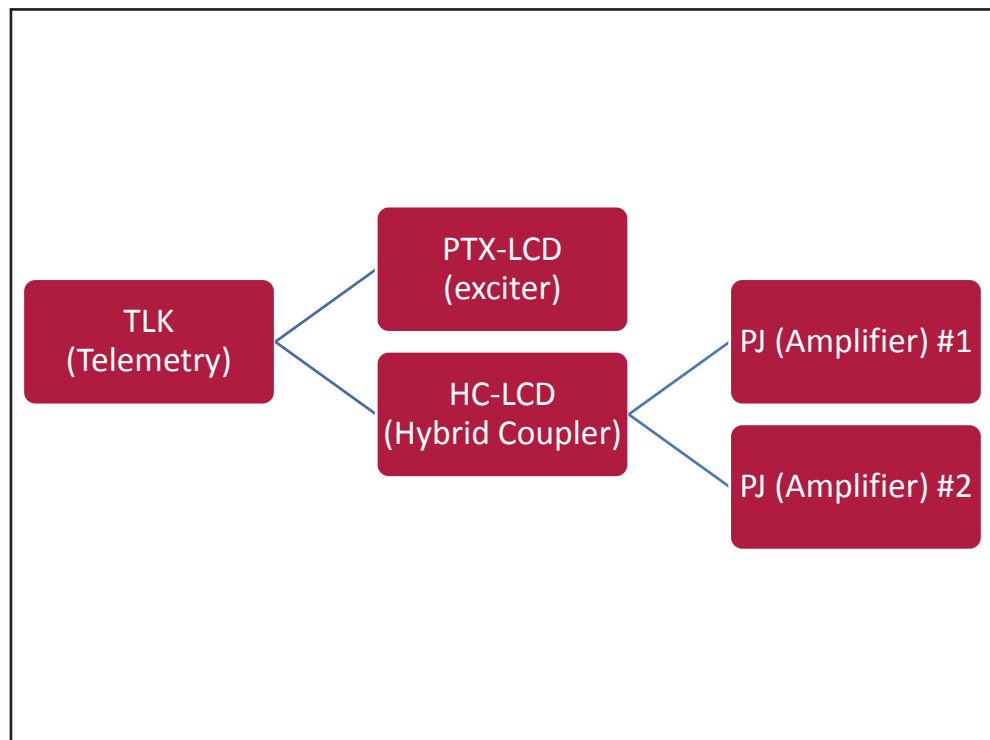 TLK
(Telemetry)
PTX-LCD
(exciter)
HC-LCD
(Hybrid Coupler)
PJ (Amplifier) #1
PJ (Amplifier) #2